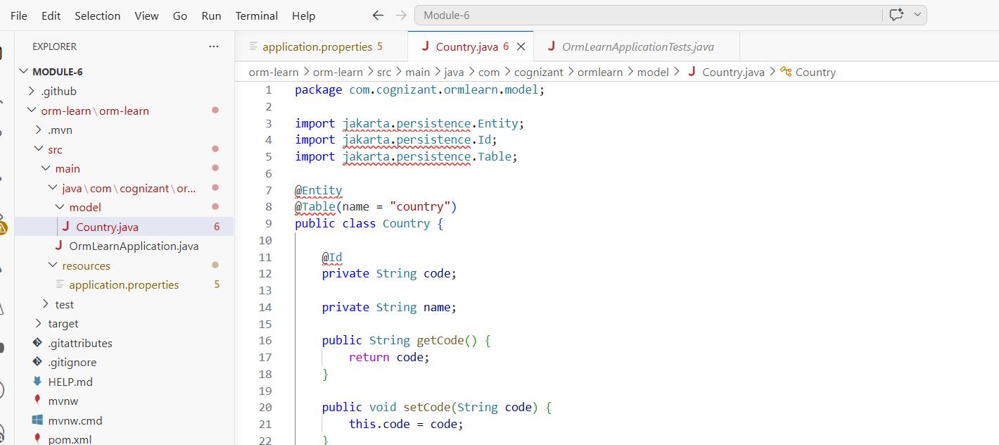 File Edit Selection View Go Run Terminal Help
Module-6
EXPLORER
MODULE-6
.github
orm-learn\orm-learn
.mvn
src
main
java\com\cognizant\or...
model
Country.java 6
OrmLearnApplication.java
resources
application.properties 5
test
target
.gitattributes
.gitignore
HELP.md
mvnw
mvnw.cmd
pom.xml
application.properties 5
Country.java 6
OrmLearnApplicationTests.java
orm-learn > orm-learn > src > main > java > com > cognizant > ormlearn > model > Country.java > Country
1 package com.cognizant.ormlearn.model;
2
3 import jakarta.persistence.Entity;
4 import jakarta.persistence.Id;
5 import jakarta.persistence.Table;
6
7 @Entity
8 @Table(name = "country")
9 public class Country {
10
11 @Id
12 private String code;
13
14 private String name;
15
16 public String getCode() {
17 return code;
18 }
19
20 public void setCode(String code) {
21 this.code = code;
22 }